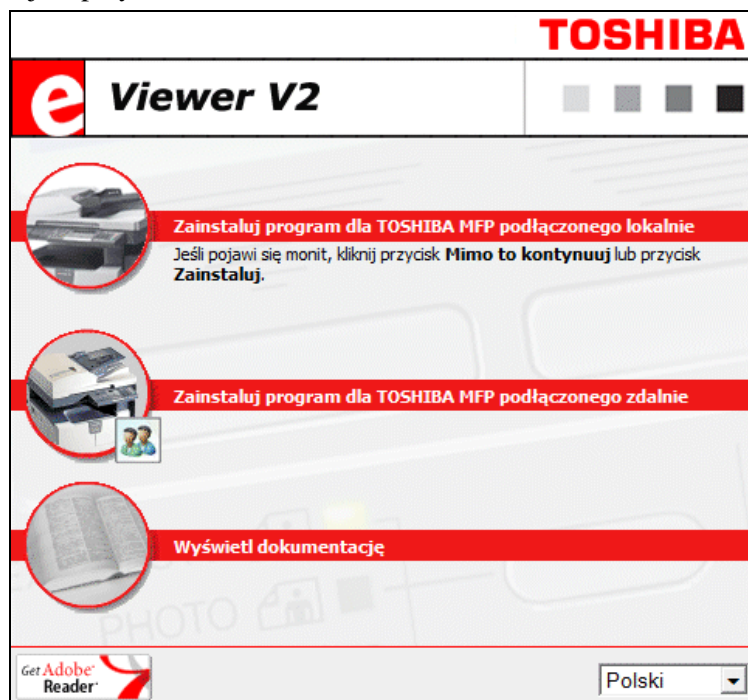 TOSHIBA
e Viewer V2
Zainstaluj program dla TOSHIBA MFP podłączonego lokalnie
Jeśli pojawi się monit, kliknij przycisk Mimo to kontynuuj lub przycisk
Zainstaluj.
Zainstaluj program dla TOSHIBA MFP podłączonego zdalnie
Wyświetl dokumentację
PHOTO
Get Adobe
Reader
Polski